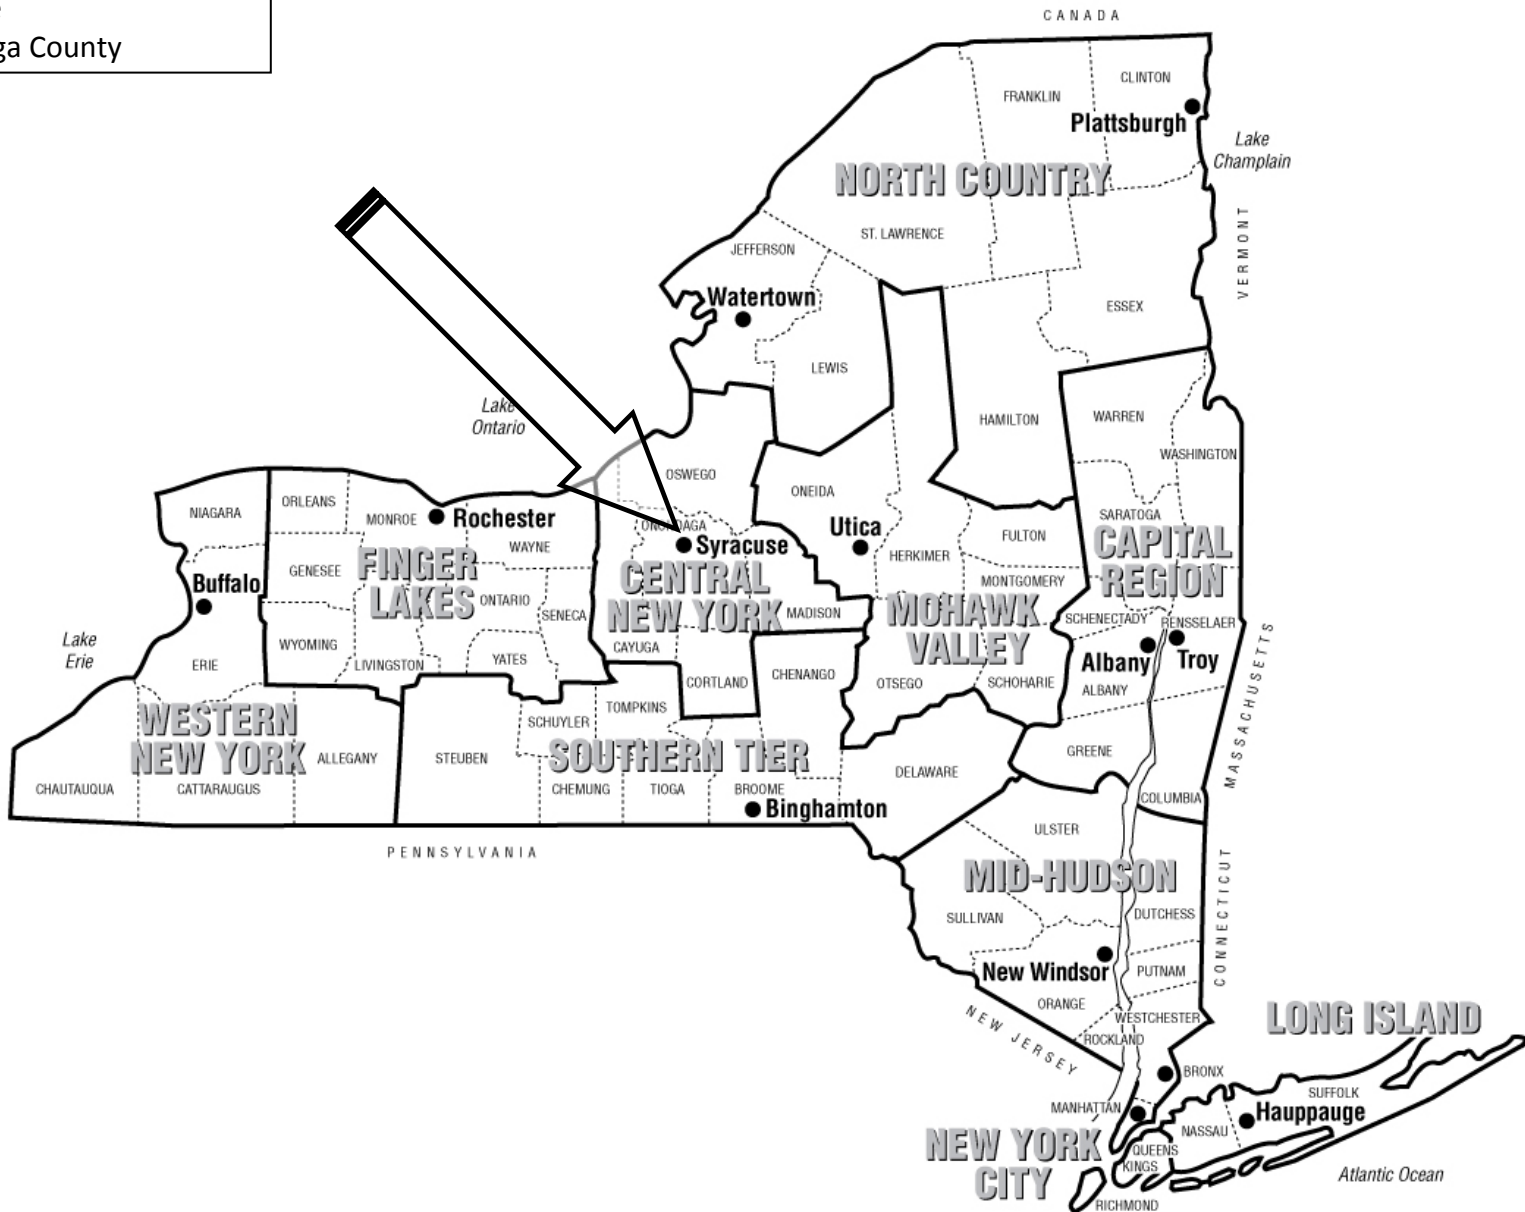 ga County
CANADA
CLINTON
FRANKLIN
Plattsburgh
Lake
Champlain
NORTH COUNTRY
VERMONT
ST. LAWRENCE
JEFFERSON
Watertown
ESSEX
LEWIS
Lake
Ontario
HAMILTON
WARREN
WASHINGTON
OSWEGO
ONEIDA
NIAGARA
ORLEANS
MONROE
Rochester
WAYNE
ONONDAGA
Syracuse
Utica
HERKIMER
FULTON
SARATOGA
CAPITAL
REGION
GENESEE
FINGER
LAKES
ONTARIO
SENECA
CENTRAL
NEW YORK
MADISON
MONTGOMERY
MOHAWK
VALLEY
SCHENECTADY
RENSSELAER
Buffalo
Lake
Erie
ERIE
WYOMING
LIVINGSTON
YATES
CAYUGA
CORTLAND
CHENANGO
OTSEGO
SCHOHARIE
Albany
Troy
ALBANY
MASSACHUSETTS
WESTERN
NEW YORK
ALLEGANY
STEUBEN
SCHUYLER
TOMPKINS
SOUTHERN TIER
CHAUTAUQUA
CATTARAUGUS
CHEMUNG
TIOGA
BROOME
Binghamton
DELAWARE
GREENE
COLUMBIA
PENNSYLVANIA
ULSTER
MID-HUDSON
SULLIVAN
DUTCHESS
CONNECTICUT
New Windsor
PUTNAM
ORANGE
WESTCHESTER
ROCKLAND
NEW JERSEY
LONG ISLAND
BRONX
SUFFOLK
MANHATTAN
Hauppauge
NASSAU
NEW YORK
CITY
QUEENS
KINGS
RICHMOND
Atlantic Ocean